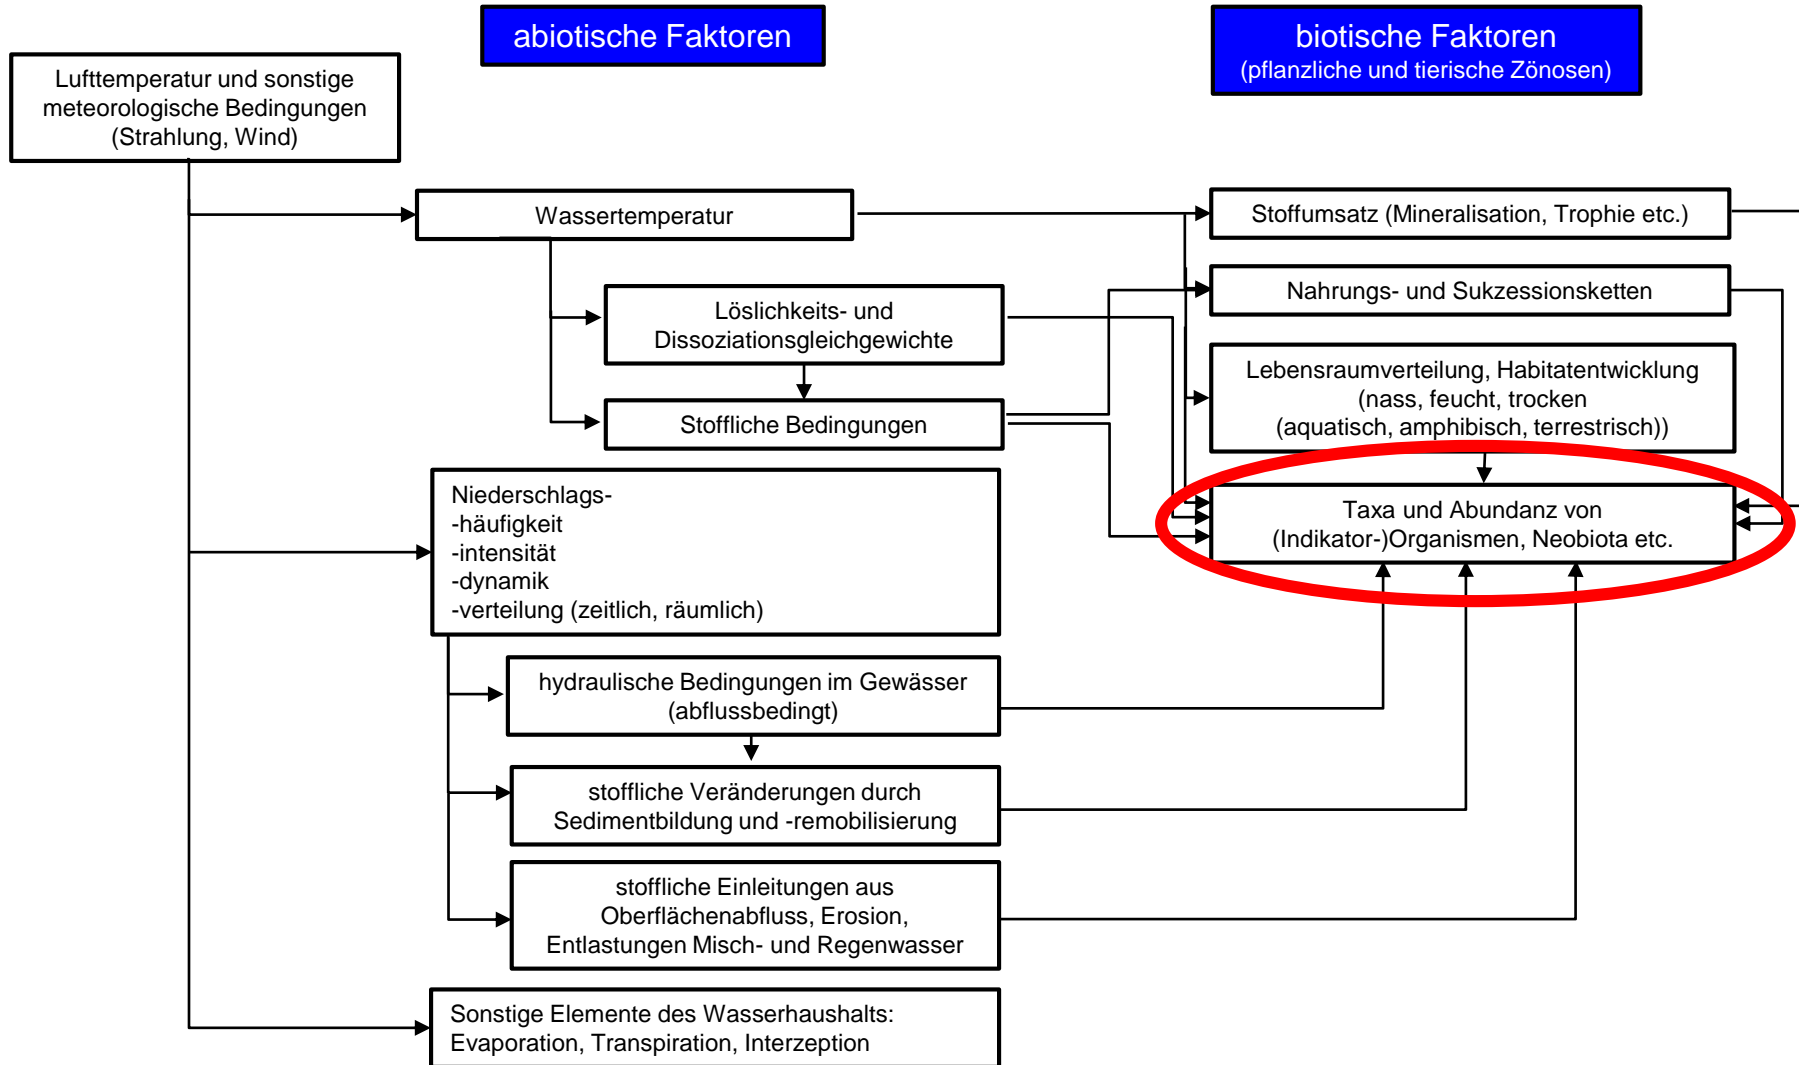 abiotische Faktoren
biotische Faktoren
(pflanzliche und tierische Zönosen)
Lufttemperatur und sonstige
meteorologische Bedingungen
(Strahlung, Wind)
Wassertemperatur
Stoffumsatz (Mineralisation, Trophie etc.)
Löslichkeits- und
Dissoziationsgleichgewichte
Nahrungs- und Sukzessionsketten
Stoffliche Bedingungen
Lebensraumverteilung, Habitatentwicklung
(nass, feucht, trocken
(aquatisch, amphibisch, terrestrisch))
Niederschlags-
-häufigkeit
-intensität
-dynamik
-verteilung (zeitlich, räumlich)
Taxa und Abundanz von
(Indikator-)Organismen, Neobiota etc.
hydraulische Bedingungen im Gewässer
(abflussbedingt)
stoffliche Veränderungen durch
Sedimentbildung und -remobilisierung
stoffliche Einleitungen aus
Oberflächenabfluss, Erosion,
Entlastungen Misch- und Regenwasser
Sonstige Elemente des Wasserhaushalts:
Evaporation, Transpiration, Interzeption